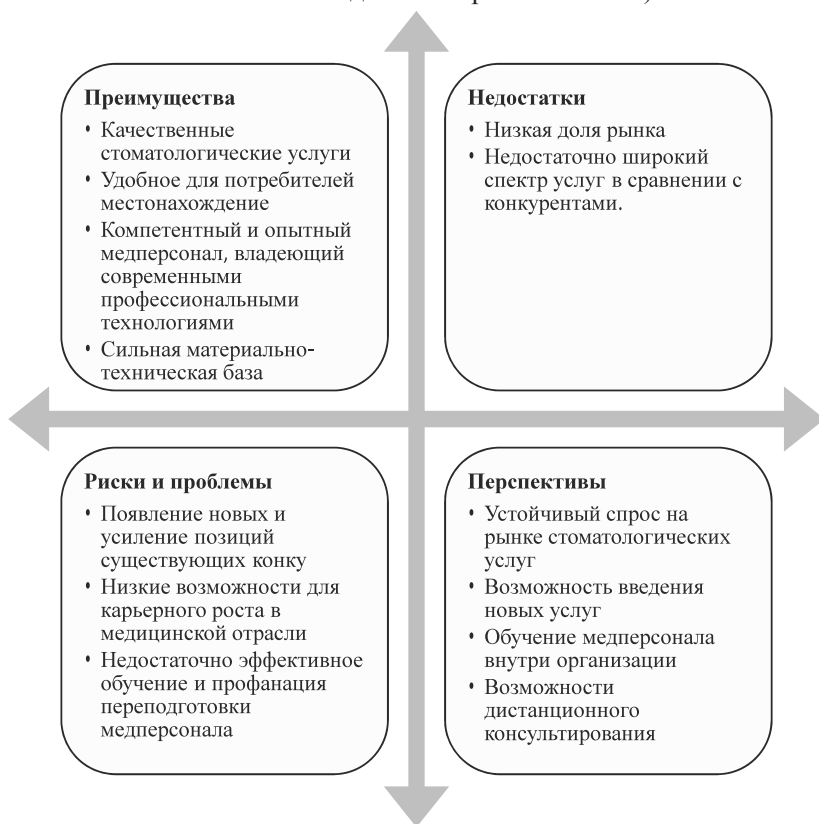 Преимущества
• Качественные
стоматологические услуги
• Удобное для потребителей
местонахождение
• Компетентный и опытный
медперсонал, владеющий
современными
профессиональными
технологиями
• Сильная материально-
техническая база
Недостатки
• Низкая доля рынка
• Недостаточно широкий
спектр услуг в сравнении с
конкурентами.
Риски и проблемы
• Появление новых и
усиление позиций
существующих конку
• Низкие возможности для
карьерного роста в
медицинской отрасли
• Недостаточно эффективное
обучение и профанация
переподготовки
медперсонала
Перспективы
• Устойчивый спрос на
рынке стоматологических
услуг
• Возможность введения
новых услуг
• Обучение медперсонала
внутри организации
• Возможности
дистанционного
консультирования